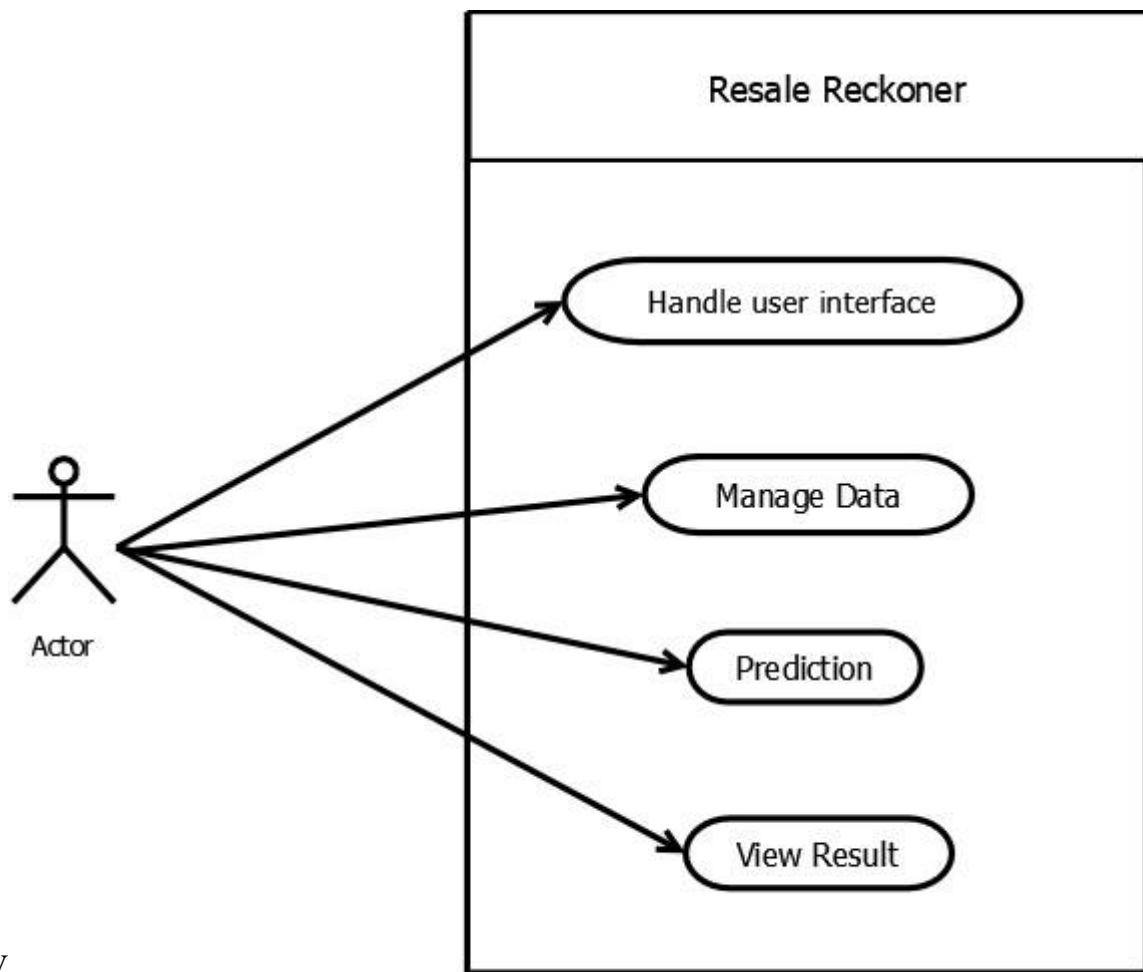 Resale Reckoner
Handle user interface
Manage Data
Prediction
View Result
Actor